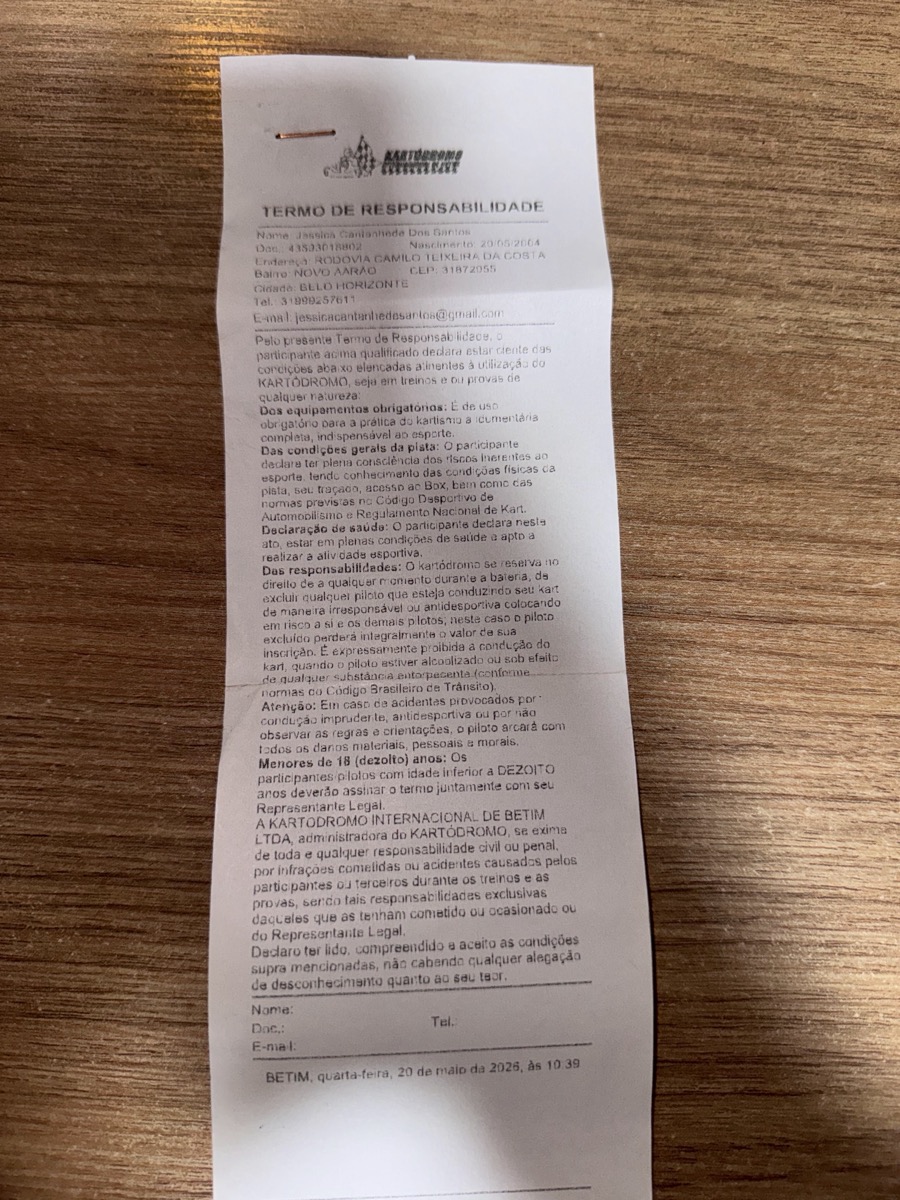 KARTÓDROMO
TERMO DE RESPONSABILIDADE
Nome: Jessica Cantanhede Dos Santos
Doc.: Nascimento: 20/05/2004
Endereço: RODOVIA CAMILO TEIXEIRA DA COSTA
Bairro: NOVO AARÃO CEP: 31872055
Cidade: BELO HORIZONTE
Tel.: 31999257611
E-mail: jessicacantanhedesantos@gmail.com
Pelo presente Termo de Responsabilidade, o
participante acima qualificado declara estar ciente das
condições abaixo elencadas atinentes à utilização do
KARTÓDROMO, seja em treinos e ou provas de
qualquer natureza:
Dos equipamentos obrigatórios: É de uso
obrigatório para a prática do kartismo a idumentária
completa, indispensável ao esporte.
Das condições gerais da pista: O participante
declara ter plena consciência dos riscos inerentes ao
esporte, tendo conhecimento das condições físicas da
pista, seu traçado, acesso ao Box, bem como das
normas previstas no Código Desportivo de
Automobilismo e Regulamento Nacional de Kart.
Declaração de saúde: O participante declara neste
ato, estar em plenas condições de saúde e apto a
realizar a atividade esportiva.
Das responsabilidades: O kartódromo se reserva no
direito de a qualquer momento durante a bateria, de
excluir qualquer piloto que esteja conduzindo seu kart
de maneira irresponsável ou antidesportiva colocando
em risco a si e os demais pilotos; neste caso o piloto
excluído perderá integralmente o valor de sua
inscrição. É expressamente proibida a condução do
kart, quando o piloto estiver alcoolizado ou sob efeito
de qualquer substância entorpecente (conforme
normas do Código Brasileiro de Trânsito).
Atenção: Em caso de acidentes provocados por
condução imprudente, antidesportiva ou por não
observar as regras e orientações, o piloto arcará com
todos os danos materiais, pessoais e morais.
Menores de 18 (dezoito) anos: Os
participantes pilotos com idade inferior a DEZOITO
anos deverão assinar o termo juntamente com seu
Representante Legal.
A KARTODROMO INTERNACIONAL DE BETIM
LTDA, administradora do KARTÓDROMO, se exime
de toda e qualquer responsabilidade civil ou penal,
por infrações cometidas ou acidentes causados pelos
participantes ou terceiros durante os treinos e as
provas, sendo tais responsabilidades exclusivas
daqueles que as tenham cometido ou ocasionado ou
do Representante Legal.
Declaro ter lido, compreendido e aceito as condições
supra mencionadas, não cabendo qualquer alegação
de desconhecimento quanto ao seu teor.
Nome:
Doc.: Tel.:
E-mail:
BETIM, quarta-feira, 20 de maio de 2026, às 10:39